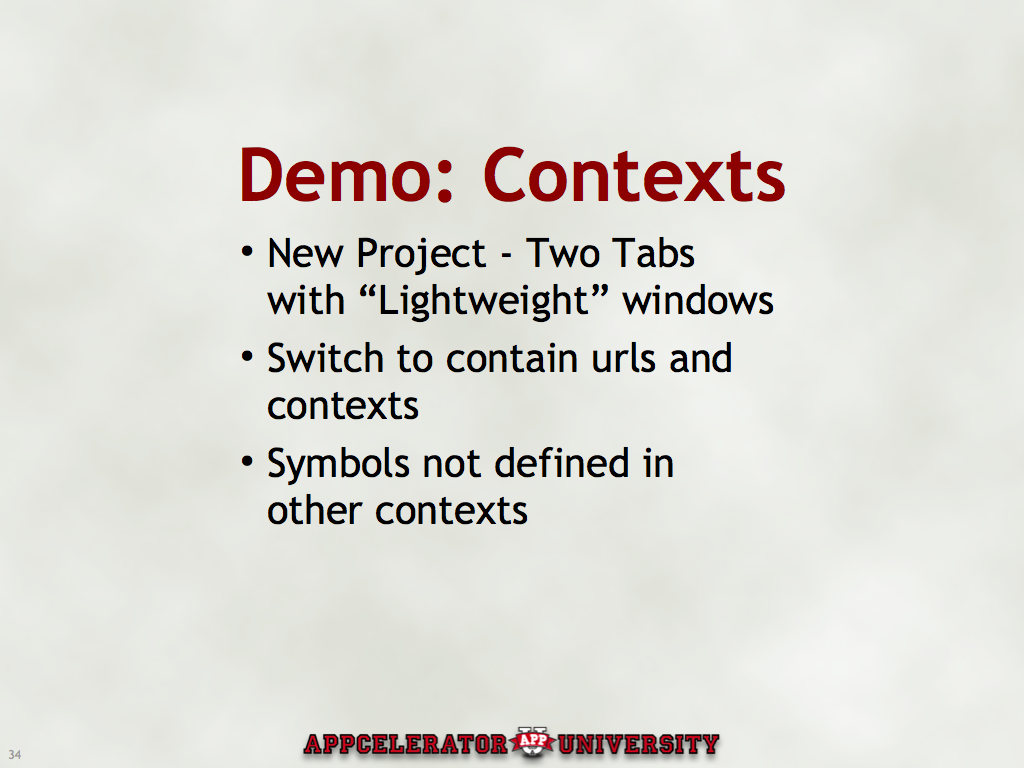 Demo: Contexts
• New Project - Two Tabs
with “Lightweight” windows
• Switch to contain urls and
contexts
• Symbols not defined in
other contexts
34
APPCELERATOR U APP UNIVERSITY